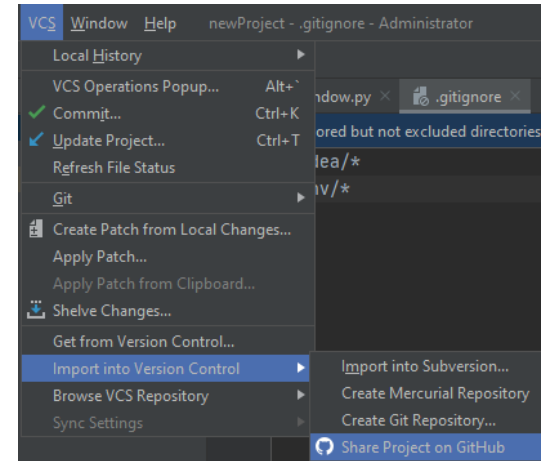 VCS Window Help newProject - .gitignore - Administrator
Local History
VCS Operations Popup... Alt+`
ndow.py .gitignore
Commit... Ctrl+K
Update Project... Ctrl+T
ored but not excluded directories
Refresh File Status
dea/*
Git
nv/*
Create Patch from Local Changes...
Apply Patch...
Apply Patch from Clipboard...
Shelve Changes...
Get from Version Control...
Import into Version Control
Import into Subversion...
Browse VCS Repository
Create Mercurial Repository
Sync Settings
Create Git Repository...
Share Project on GitHub